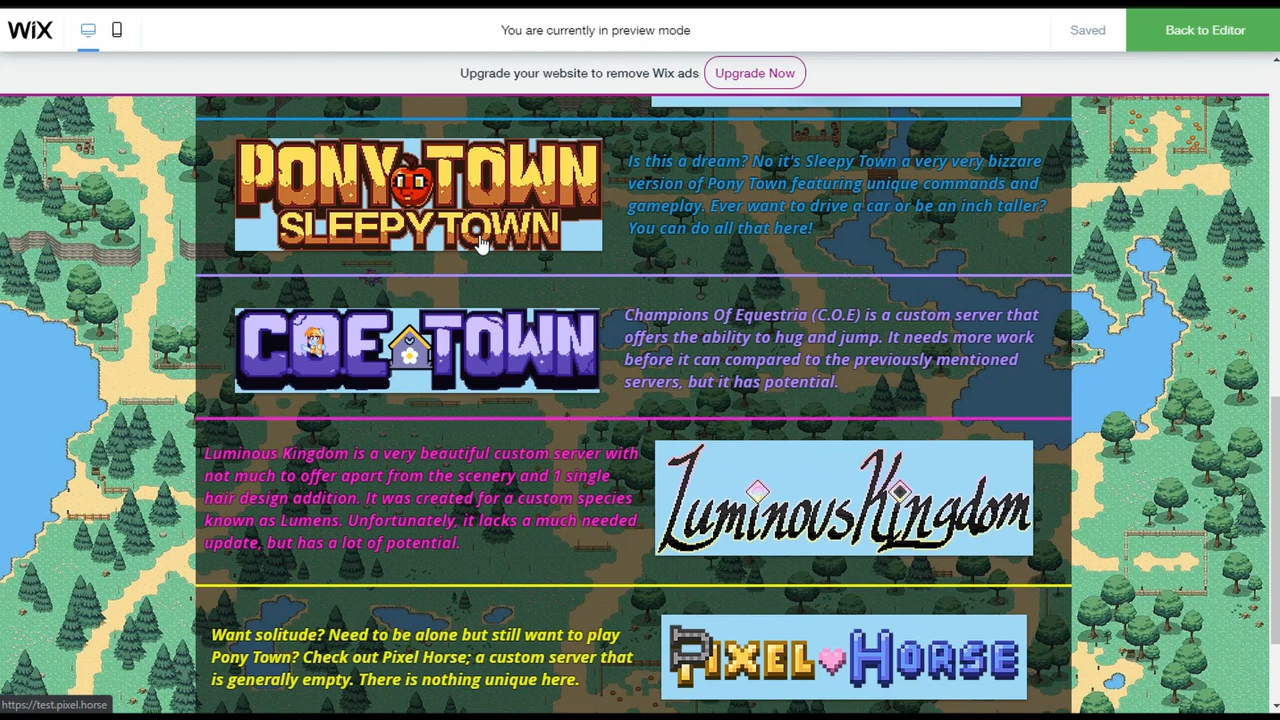 WiX
You are currently in preview mode
Saved
Back to Editor
Upgrade your website to remove Wix ads
Upgrade Now
PONY TOWN
SLEEPY TOWN
Is this a dream? No it's Sleepy Town a very very bizzare
version of Pony Town featuring unique commands and
gameplay. Ever want to drive a car or be an inch taller?
You can do all that here!
C.O.E TOWN
Champions Of Equestria (C.O.E) is a custom server that
offers the ability to hug and jump. It needs more work
before it can compared to the previously mentioned
servers, but it has potential.
Luminous Kingdom is a very beautiful custom server with
not much to offer apart from the scenery and 1 single
hair design addition. It was created for a custom species
known as Lumens. Unfortunately, it lacks a much needed
update, but has a lot of potential.
Luminous Kingdom
Want solitude? Need to be alone but still want to play
Pony Town? Check out Pixel Horse; a custom server that
is generally empty. There is nothing unique here.
PIXEL HORSE
https://test.pixel.horse